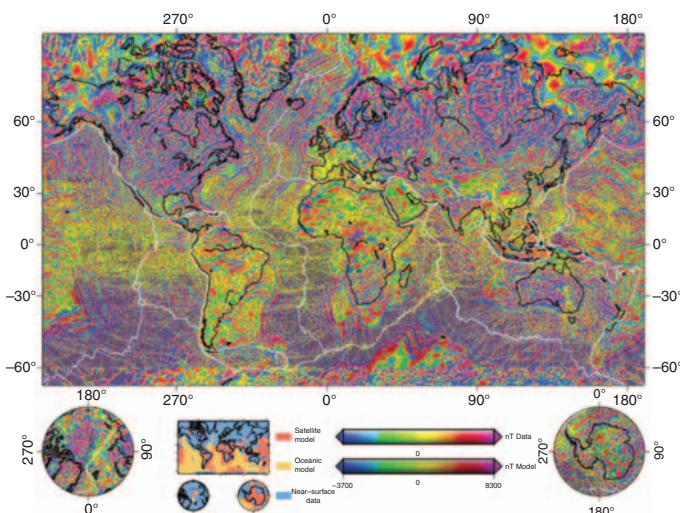 270° 0° 90° 180°
60° 60°
30° 30°
0° 0°
−30° −30°
−60° −60°
180° 270° 0° 90° 0° 180°
270° 90°
0°
Satellite
model
Oceanic
model
Near–surface
data
nT Data
0
nT Model
−3700 0 8300
270° 90°
180°